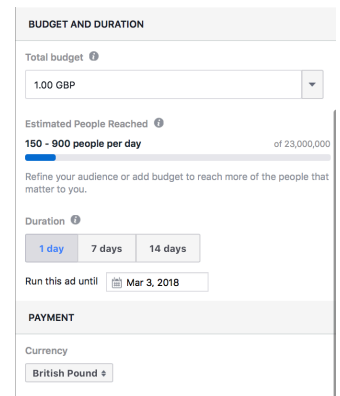 BUDGET AND DURATION
Total budget
1.00 GBP
Estimated People Reached
150 - 900 people per day of 23,000,000
Refine your audience or add budget to reach more of the people that
matter to you.
Duration
1 day 7 days 14 days
Run this ad until Mar 3, 2018
PAYMENT
Currency
British Pound